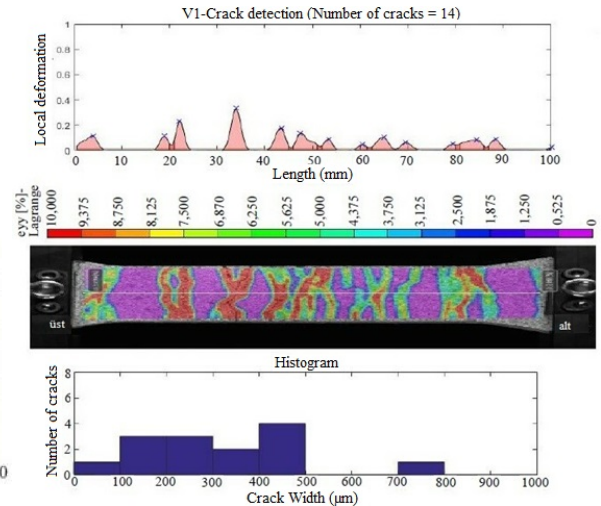 V1-Crack detection (Number of cracks = 14)
1
0.8
0.6
0.4
0.2
0
Local deformation
0 10 20 30 40 50 60 70 80 90 100
Length (mm)
eyy [%]-
Lagrange
10,000 9,375 8,750 8,125 7,500 6,870 6,250 5,625 5,000 4,375 3,750 3,125 2,500 1,875 1,250 0,525 0
üst
alt
Histogram
8
6
4
2
0
Number of cracks
0 100 200 300 400 500 600 700 800 900 1000
Crack Width (μm)
0